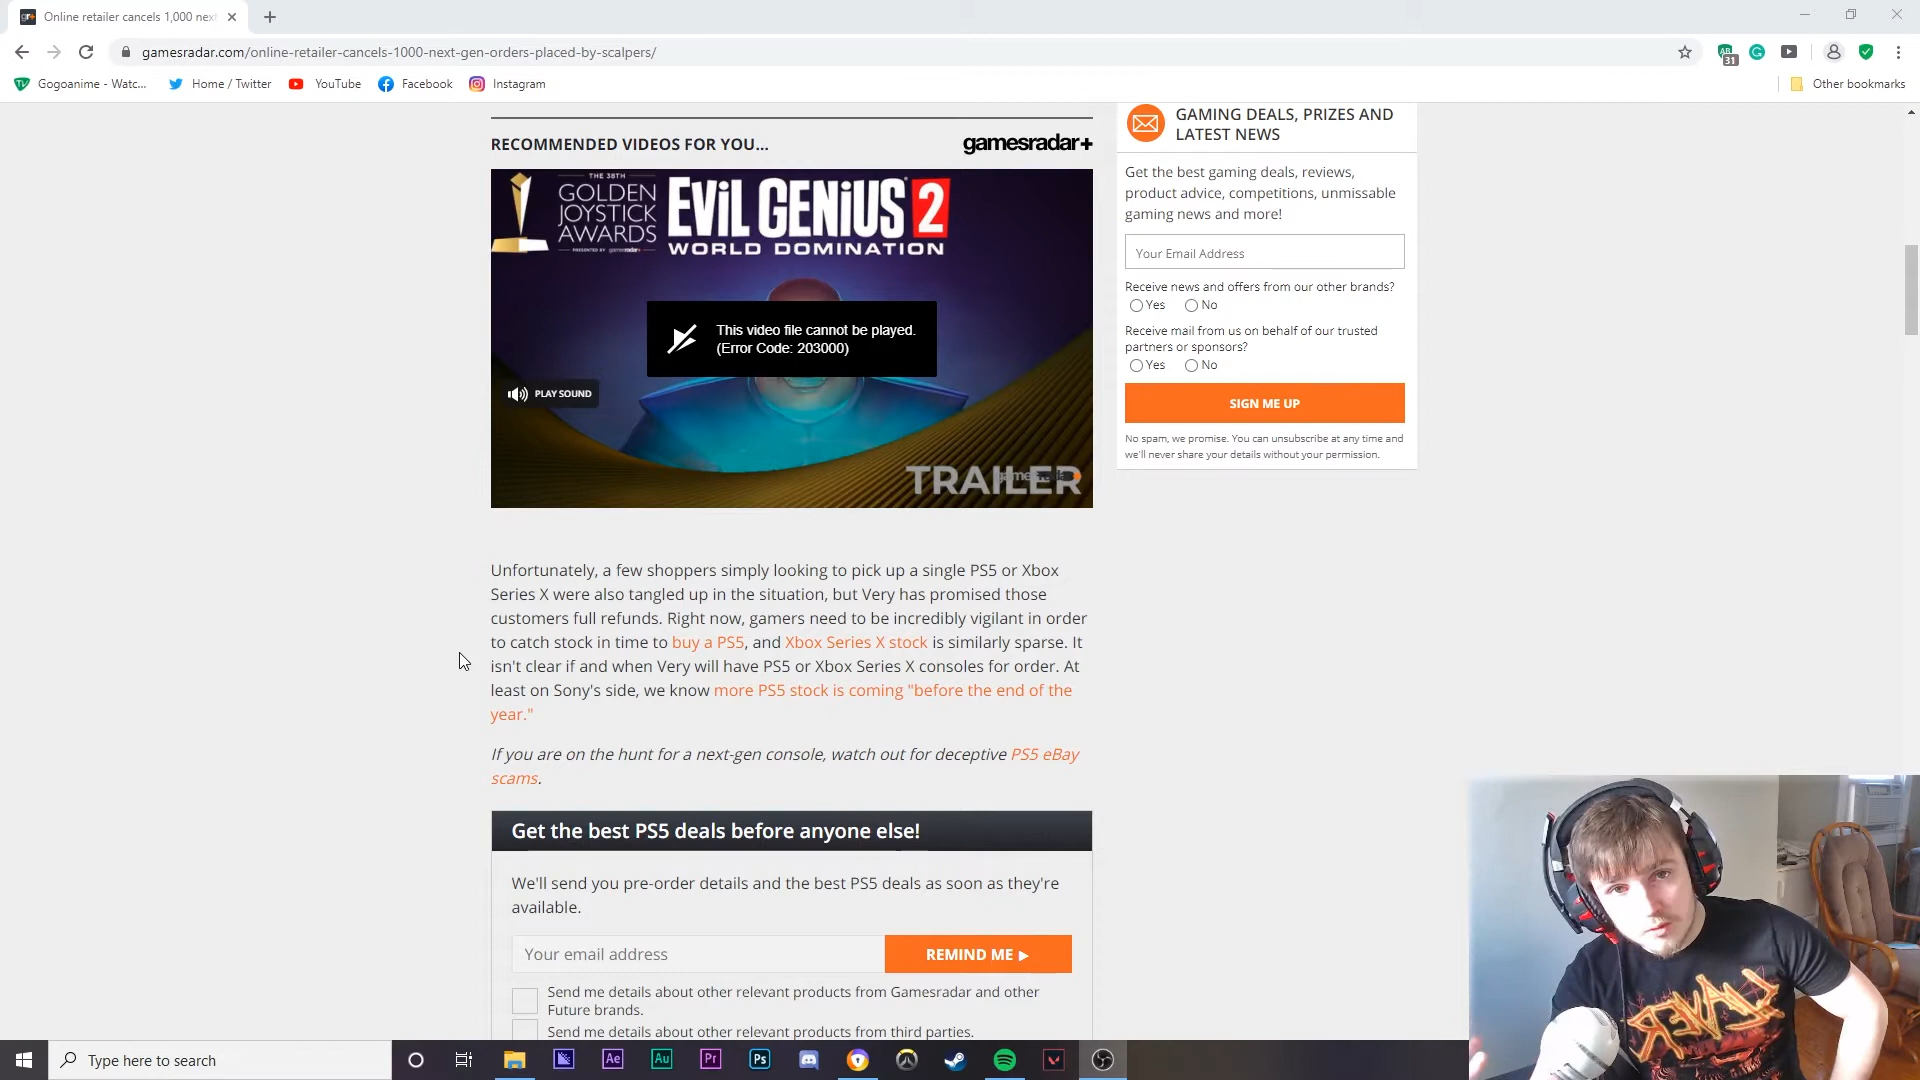 Online retailer cancels 1,000 nex
gamesradar.com/online-retailer-cancels-1000-next-gen-orders-placed-by-scalpers/
31
Gogoanime - Watc...
Home / Twitter
YouTube
Facebook
Instagram
Other bookmarks
RECOMMENDED VIDEOS FOR YOU...
gamesradar+
THE 38TH
GOLDEN
JOYSTICK
AWARDS
PRESENTED BY gamesradar+
EVIL GENIUS 2
WORLD DOMINATION
This video file cannot be played.
(Error Code: 203000)
PLAY SOUND
TRAILER
Unfortunately, a few shoppers simply looking to pick up a single PS5 or Xbox
Series X were also tangled up in the situation, but Very has promised those
customers full refunds. Right now, gamers need to be incredibly vigilant in order
to catch stock in time to buy a PS5, and Xbox Series X stock is similarly sparse. It
isn't clear if and when Very will have PS5 or Xbox Series X consoles for order. At
least on Sony's side, we know more PS5 stock is coming "before the end of the
year."
If you are on the hunt for a next-gen console, watch out for deceptive PS5 eBay
scams.
Get the best PS5 deals before anyone else!
We'll send you pre-order details and the best PS5 deals as soon as they're
available.
Your email address
REMIND ME ▶
Send me details about other relevant products from Gamesradar and other
Future brands.
Send me details about other relevant products from third parties.
GAMING DEALS, PRIZES AND
LATEST NEWS
Get the best gaming deals, reviews,
product advice, competitions, unmissable
gaming news and more!
Your Email Address
Receive news and offers from our other brands?
Yes No
Receive mail from us on behalf of our trusted
partners or sponsors?
Yes No
SIGN ME UP
No spam, we promise. You can unsubscribe at any time and
we'll never share your details without your permission.
SLAYER
Type here to search
Ae
Au
Pr
Ps